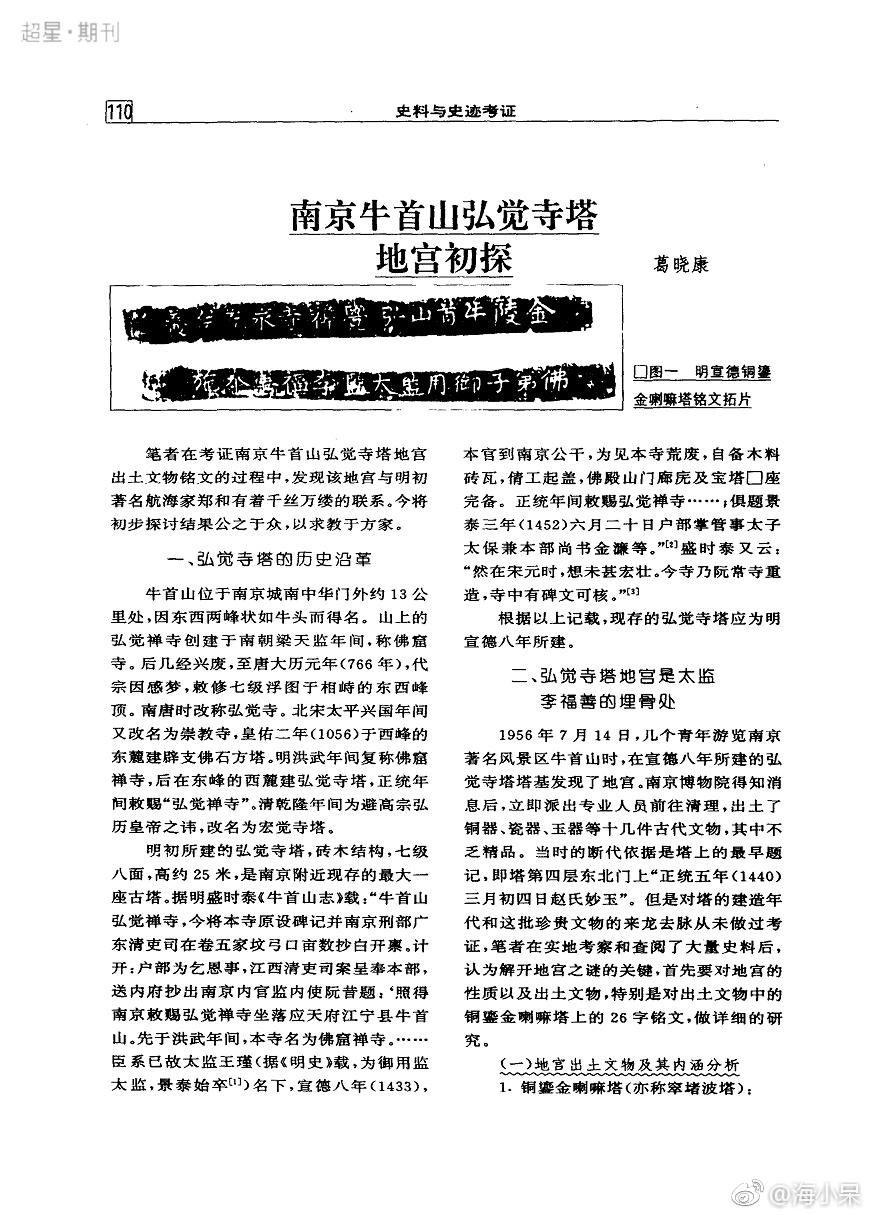 超星·期刊
110
史料与史迹考证
南京牛首山弘觉寺塔
地宫初探
葛晓康
金陵牛首山弘觉禅寺永充供養
佛弟子御用監太監李福善奉施
囗图一 明宣德铜鎏
金喇嘛塔铭文拓片
笔者在考证南京牛首山弘觉寺塔地宫
出土文物铭文的过程中,发现该地宫与明初
著名航海家郑和有着千丝万缕的联系。今将
初步探讨结果公之于众,以求教于方家。
一、弘觉寺塔的历史沿革
牛首山位于南京城南中华门外约 13 公
里处,因东西两峰状如牛头而得名。山上的
弘觉禅寺创建于南朝梁天监年间,称佛窟
寺。后几经兴废,至唐大历元年(766 年),代
宗因感梦,敕修七级浮图于相峙的东西峰
顶。南唐时改称弘觉寺。北宋太平兴国年间
又改名为崇教寺,皇佑二年(1056)于西峰的
东麓建辟支佛石方塔。明洪武年间复称佛窟
禅寺,后在东峰的西麓建弘觉寺塔,正统年
间敕赐“弘觉禅寺”。清乾隆年间为避高宗弘
历皇帝之讳,改名为宏觉寺塔。
明初所建的弘觉寺塔,砖木结构,七级
八面,高约 25 米,是南京附近现存的最大一
座古塔。据明盛时泰《牛首山志》载:“牛首山
弘觉禅寺,今将本寺原设碑记并南京刑部广
东清吏司在卷五家坟弓口亩数抄白开禀。计
开:户部为乞恩事,江西清吏司案呈奉本部,
送内府抄出南京内官监内使阮昔题:‘照得
南京敕赐弘觉禅寺坐落应天府江宁县牛首
山。先于洪武年间,本寺名为佛窟禅寺。……
臣系已故太监王瑾(据《明史》载,为御用监
太监,景泰始卒[1])名下,宣德八年(1433),
本官到南京公干,为见本寺荒废,自备木料
砖瓦,倩工起盖,佛殿山门廊庑及宝塔囗座
完备。正统年间敕赐弘觉禅寺……;俱题景
泰三年(1452)六月二十日户部掌管事太子
太保兼本部尚书金濂等。”[2]盛时泰又云:
“然在宋元时,想未甚宏壮。今寺乃阮常寺重
造,寺中有碑文可核。”[3]
根据以上记载,现存的弘觉寺塔应为明
宣德八年所建。
二、弘觉寺塔地宫是太监
李福善的埋骨处
1956 年 7 月 14 日,几个青年游览南京
著名风景区牛首山时,在宣德八年所建的弘
觉寺塔塔基发现了地宫。南京博物院得知消
息后,立即派出专业人员前往清理,出土了
铜器、瓷器、玉器等十几件古代文物,其中不
乏精品。当时的断代依据是塔上的最早题
记,即塔第四层东北门上“正统五年(1440)
三月初四日赵氏妙玉”。但是对塔的建造年
代和这批珍贵文物的来龙去脉从未做过考
证,笔者在实地考察和查阅了大量史料后,
认为解开地宫之谜的关键,首先要对地宫的
性质以及出土文物,特别是对出土文物中的
铜鎏金喇嘛塔上的 26 字铭文,做详细的研
究。
(一)地宫出土文物及其内涵分析
1. 铜鎏金喇嘛塔(亦称窣堵波塔):
@海小呆